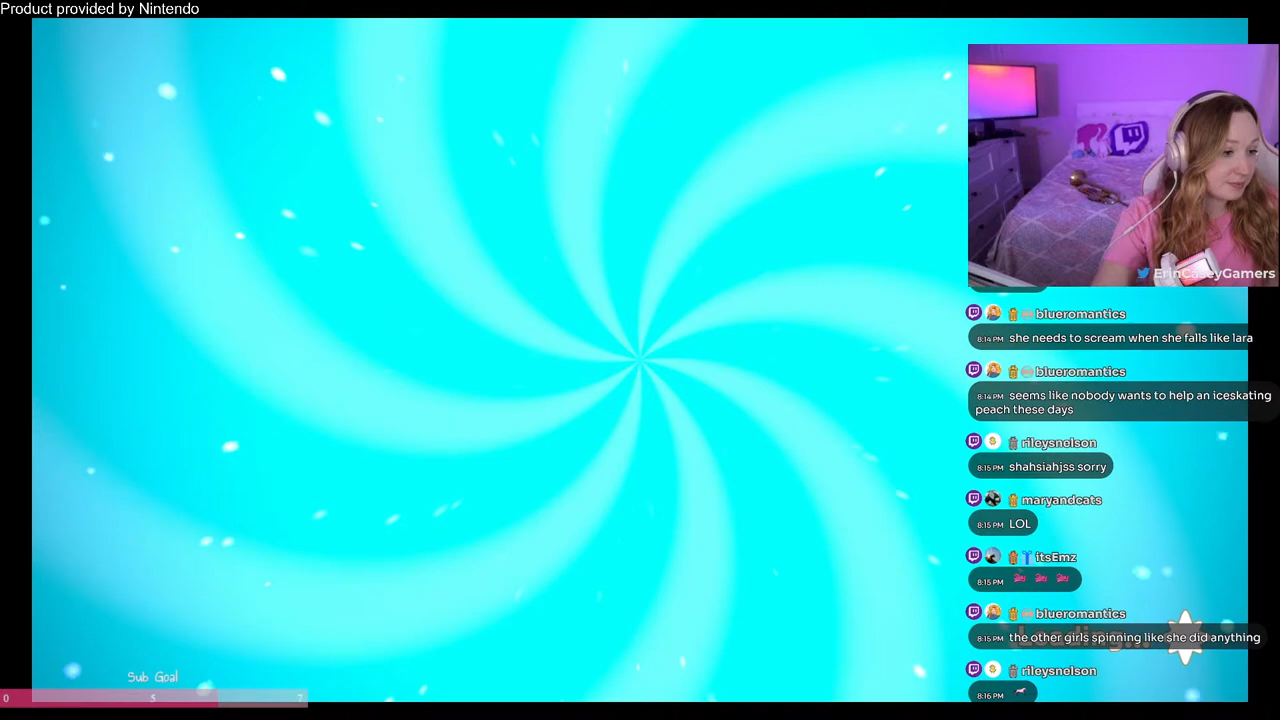 Product provided by Nintendo
ErinCaseyGamers
blueromantics
8:14 PM she needs to scream when she falls like lara
blueromantics
8:14 PM seems like nobody wants to help an iceskating
peach these days
rileysnelson
8:15 PM shahsiahjss sorry
maryandcats
8:15 PM LOL
itsEmz
8:15 PM
blueromantics
Loading...
8:15 PM the other girls spinning like she did anything
rileysnelson
8:16 PM
Sub Goal
0 5 7